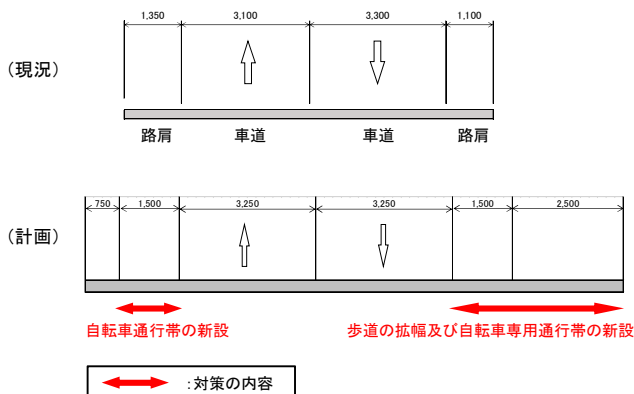 1,350 3,100 3,300 1,100
（現況）
路肩 車道 車道 路肩
750 1,500 3,250 3,250 1,500 2,500
（計画）
自転車通行帯の新設 歩道の拡幅及び自転車専用通行帯の新設
：対策の内容